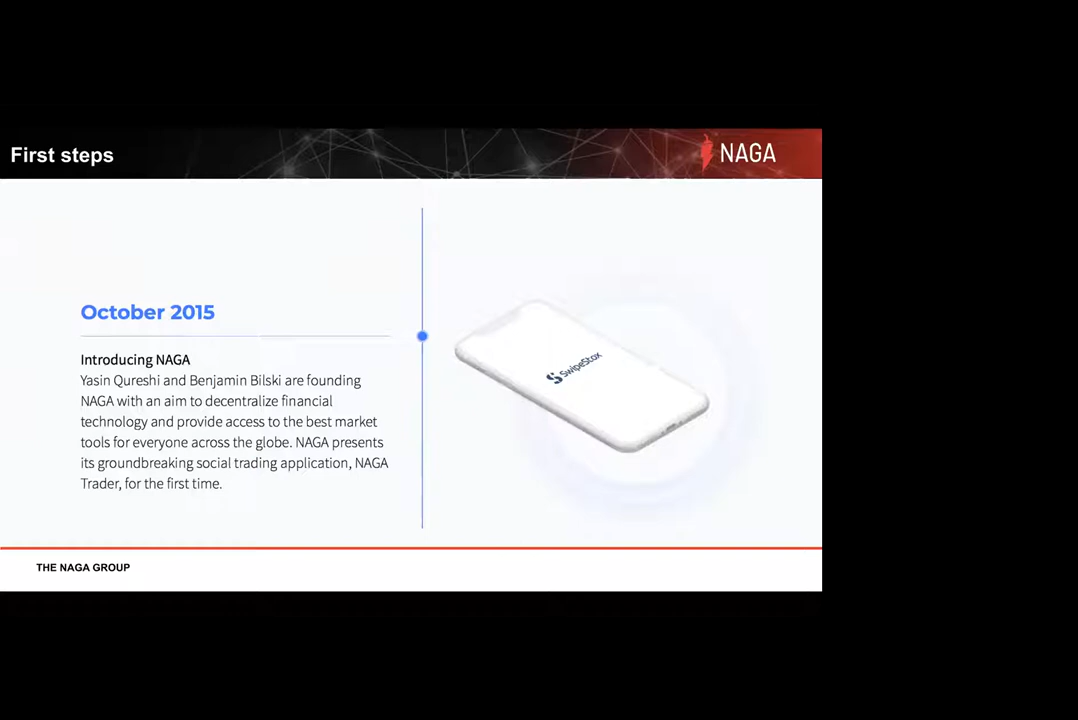 First steps
NAGA
October 2015
Introducing NAGA
Yasin Qureshi and Benjamin Bilski are founding
NAGA with an aim to decentralize financial
technology and provide access to the best market
tools for everyone across the globe. NAGA presents
its groundbreaking social trading application, NAGA
Trader, for the first time.
SwipeStox
THE NAGA GROUP